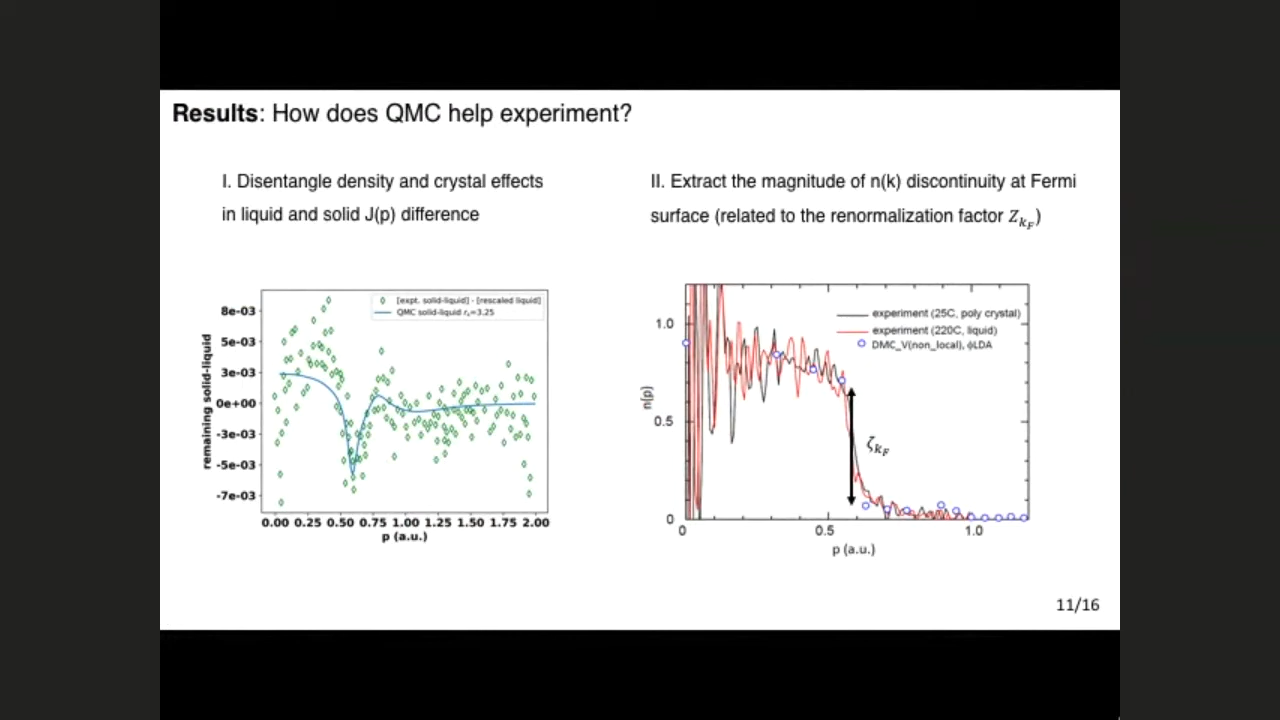 Results: How does QMC help experiment?
I. Disentangle density and crystal effects
in liquid and solid J(p) difference
II. Extract the magnitude of n(k) discontinuity at Fermi
surface (related to the renormalization factor Z_{k_F})
[expt. solid-liquid] - [rescaled liquid]
QMC solid-liquid r_s=3.25
remaining solid-liquid
8e-03
5e-03
3e-03
0e+00
-3e-03
-5e-03
-7e-03
0.00 0.25 0.50 0.75 1.00 1.25 1.50 1.75 2.00
p (a.u.)
experiment (25C, poly crystal)
experiment (220C, liquid)
DMC_V(non_local), ϕLDA
n(p)
1.0
0.5
0
ζ_{k_F}
0 0.5 1.0
p (a.u.)
11/16